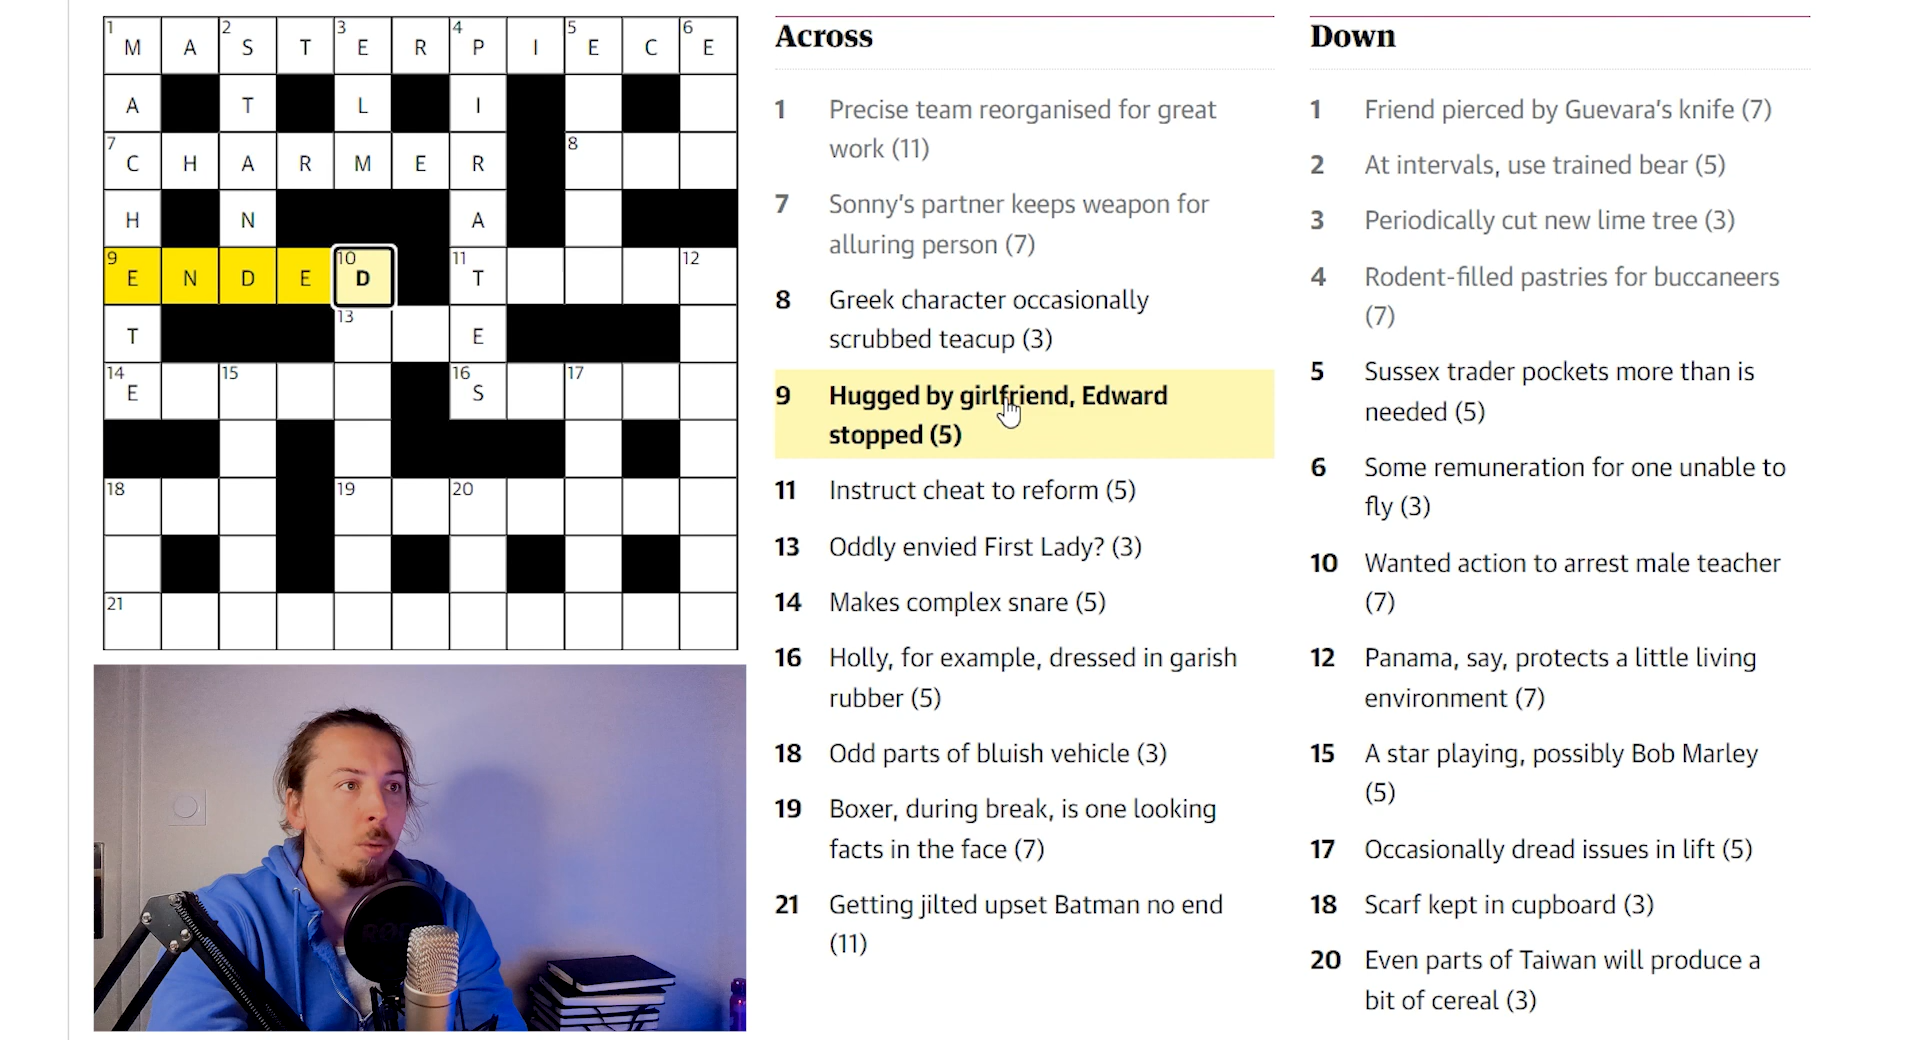 1 2 3 4 5 6
M A S T E R P I E C E
A T L I
7 8
C H A R M E R
H N A
9 10 11 12
E N D E D T
13
T E
14 15 16 17
E S
18 19 20
21
Across
1 Precise team reorganised for great
work (11)
7 Sonny's partner keeps weapon for
alluring person (7)
8 Greek character occasionally
scrubbed teacup (3)
9 Hugged by girlfriend, Edward
stopped (5)
11 Instruct cheat to reform (5)
13 Oddly envied First Lady? (3)
14 Makes complex snare (5)
16 Holly, for example, dressed in garish
rubber (5)
18 Odd parts of bluish vehicle (3)
19 Boxer, during break, is one looking
facts in the face (7)
21 Getting jilted upset Batman no end
(11)
Down
1 Friend pierced by Guevara's knife (7)
2 At intervals, use trained bear (5)
3 Periodically cut new lime tree (3)
4 Rodent-filled pastries for buccaneers
(7)
5 Sussex trader pockets more than is
needed (5)
6 Some remuneration for one unable to
fly (3)
10 Wanted action to arrest male teacher
(7)
12 Panama, say, protects a little living
environment (7)
15 A star playing, possibly Bob Marley
(5)
17 Occasionally dread issues in lift (5)
18 Scarf kept in cupboard (3)
20 Even parts of Taiwan will produce a
bit of cereal (3)